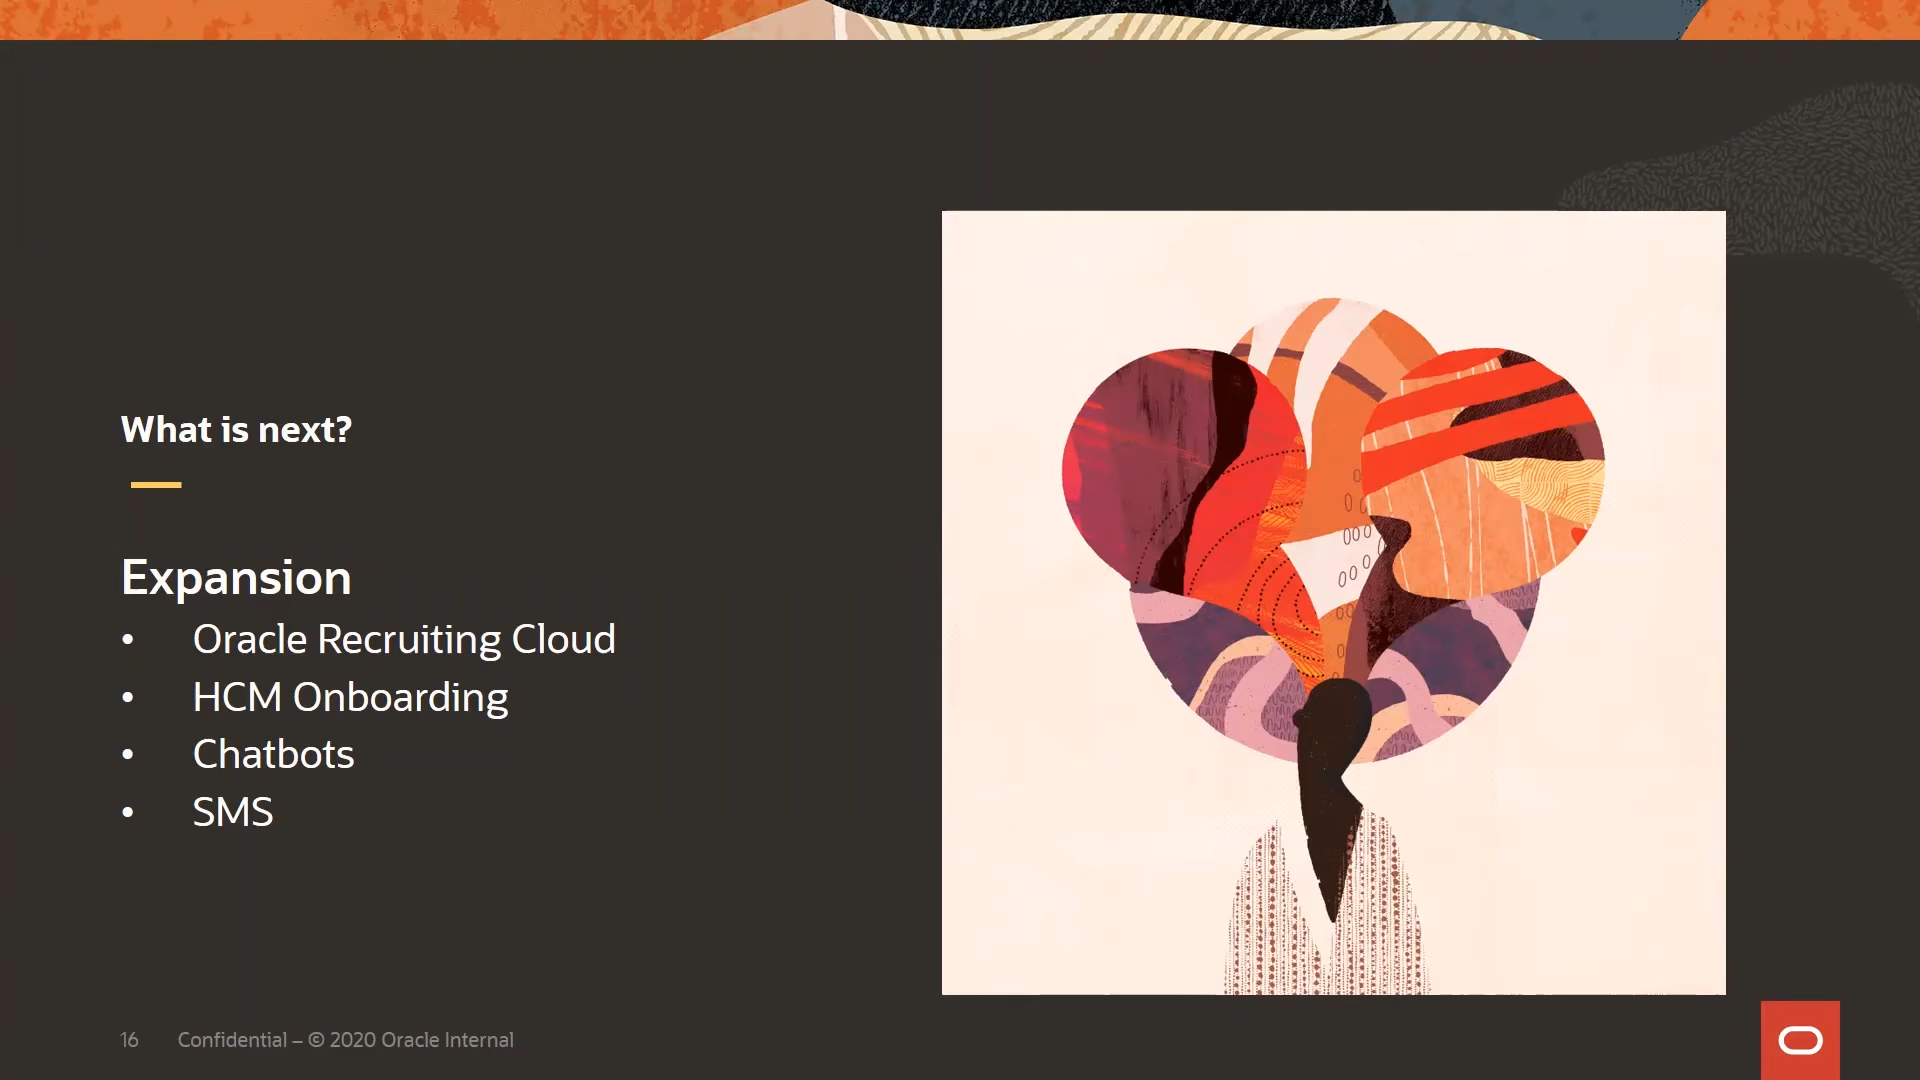 What is next?
Expansion
• Oracle Recruiting Cloud
• HCM Onboarding
• Chatbots
• SMS
16 Confidential – © 2020 Oracle Internal